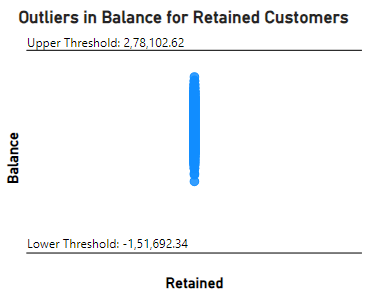 Outliers in Balance for Retained Customers
Upper Threshold: 2,78,102.62
Balance
Lower Threshold: -1,51,692.34
Retained